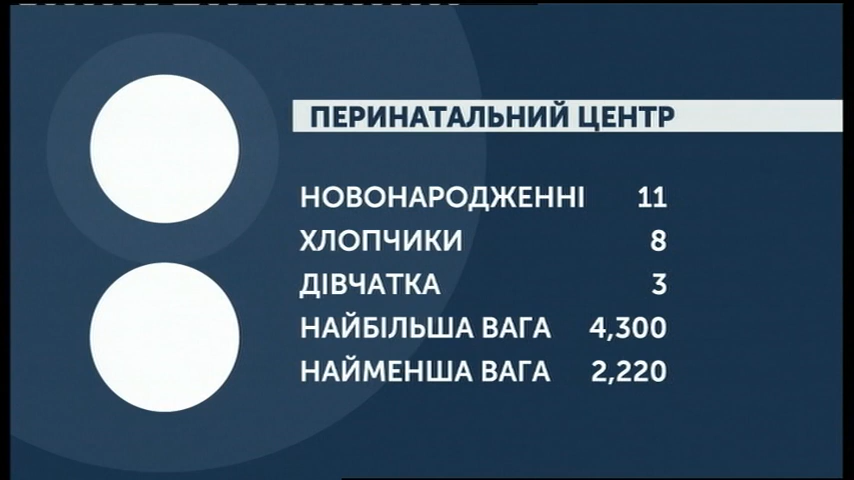 ПЕРИНАТАЛЬНИЙ ЦЕНТР
НОВОНАРОДЖЕННІ 11
ХЛОПЧИКИ 8
ДІВЧАТКА 3
НАЙБІЛЬША ВАГА 4,300
НАЙМЕНША ВАГА 2,220